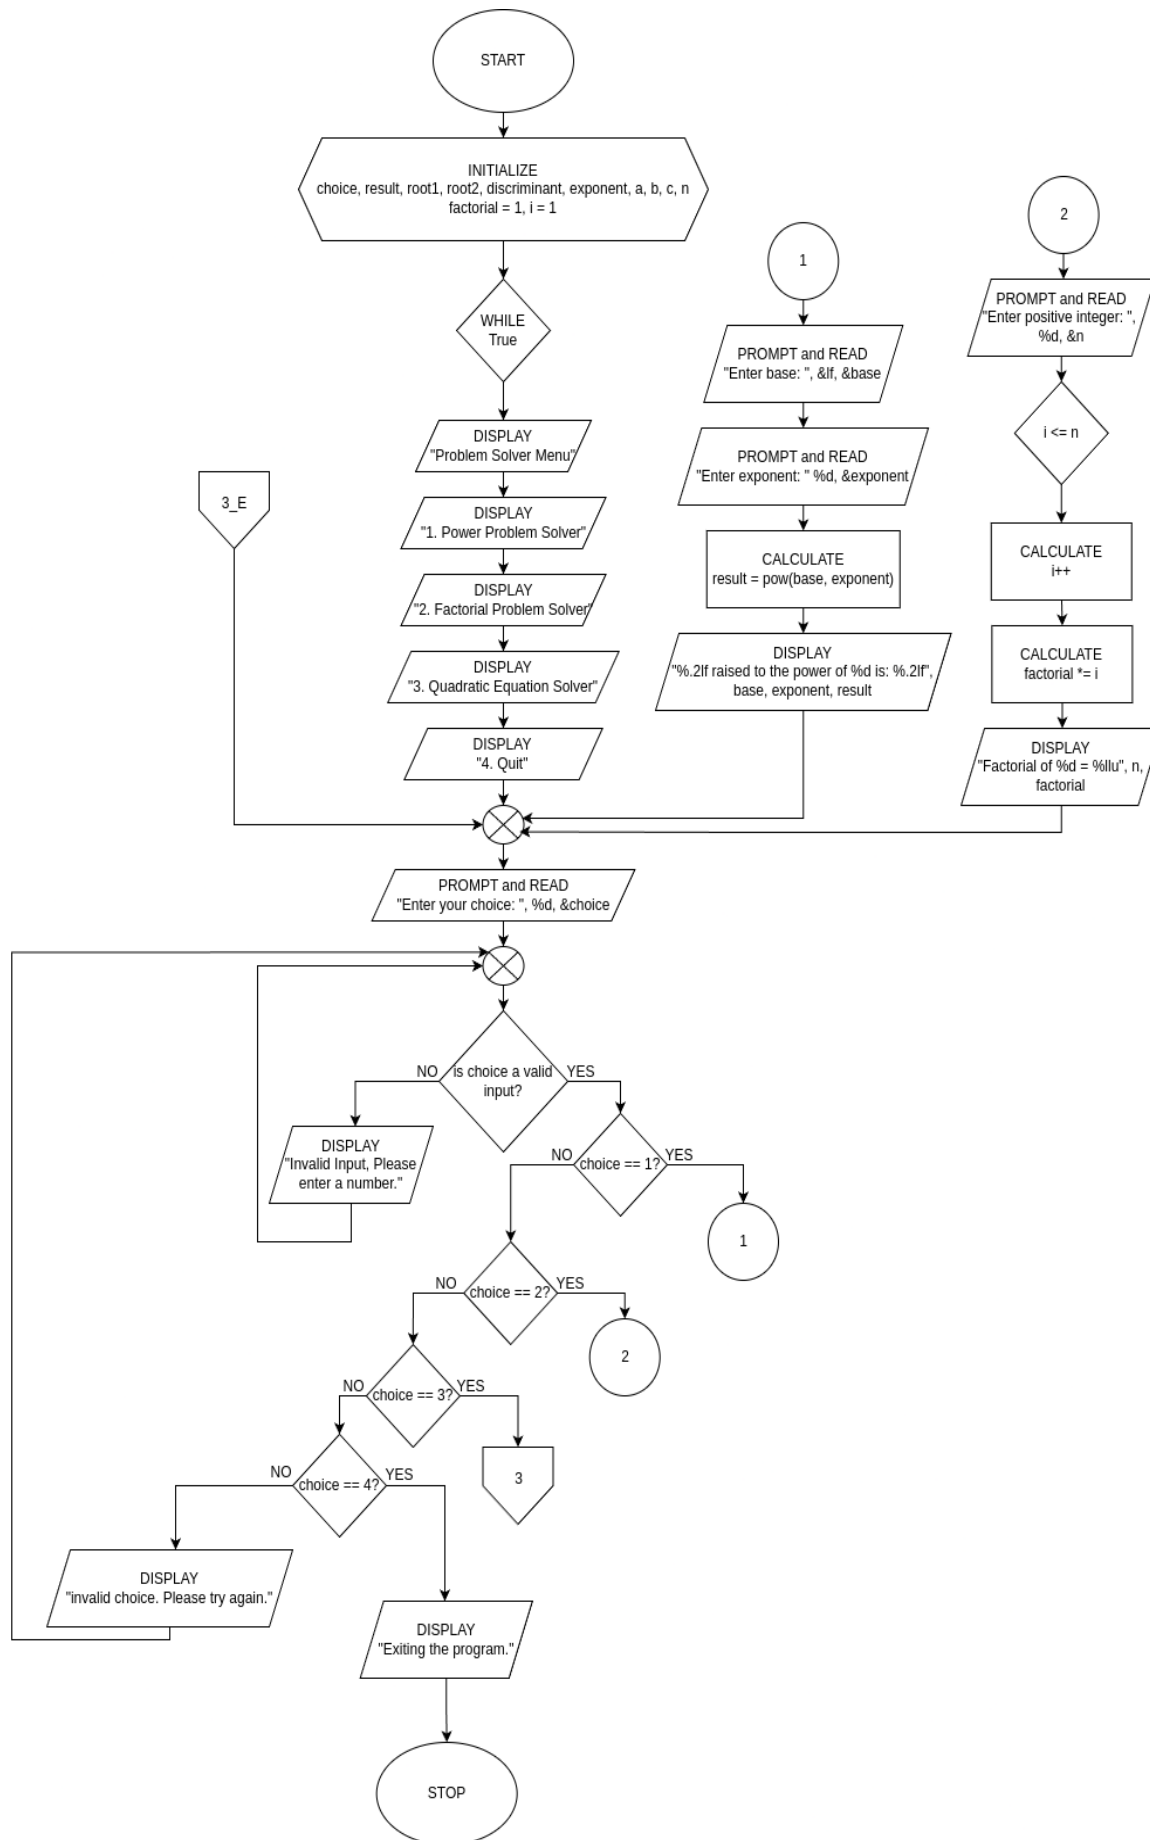 START
INITIALIZE
choice, result, root1, root2, discriminant, exponent, a, b, c, n
factorial = 1, i = 1
WHILE
True
DISPLAY
"Problem Solver Menu"
DISPLAY
"1. Power Problem Solver"
DISPLAY
"2. Factorial Problem Solver"
DISPLAY
"3. Quadratic Equation Solver"
DISPLAY
"4. Quit"
3_E
1
PROMPT and READ
"Enter base: ", &lf, &base
PROMPT and READ
"Enter exponent: " %d, &exponent
CALCULATE
result = pow(base, exponent)
DISPLAY
"%.2lf raised to the power of %d is: %.2lf",
base, exponent, result
2
PROMPT and READ
"Enter positive integer: ",
%d, &n
i <= n
CALCULATE
i++
CALCULATE
factorial *= i
DISPLAY
"Factorial of %d = %llu", n,
factorial
PROMPT and READ
"Enter your choice: ", %d, &choice
is choice a valid
input?
NO
YES
DISPLAY
"Invalid Input, Please
enter a number."
choice == 1?
NO
YES
1
choice == 2?
NO
YES
2
choice == 3?
NO
YES
3
choice == 4?
NO
YES
DISPLAY
"invalid choice. Please try again."
DISPLAY
"Exiting the program."
STOP